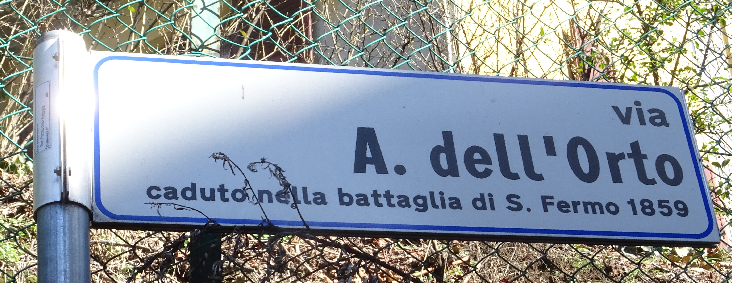 via
A. dell'Orto
caduto nella battaglia di S. Fermo 1859